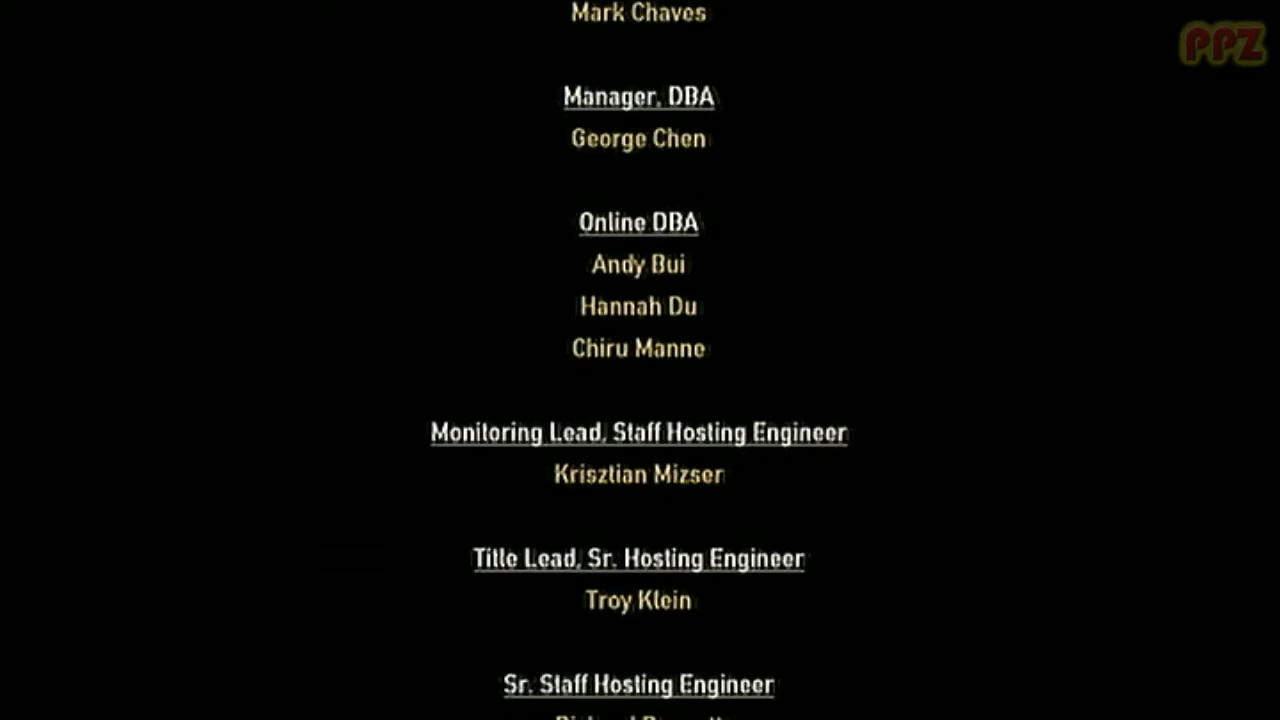 Mark Chaves
PPZ
Manager, DBA
George Chen
Online DBA
Andy Bui
Hannah Du
Chiru Manne
Monitoring Lead, Staff Hosting Engineer
Krisztian Mizser
Title Lead, Sr. Hosting Engineer
Troy Klein
Sr. Staff Hosting Engineer